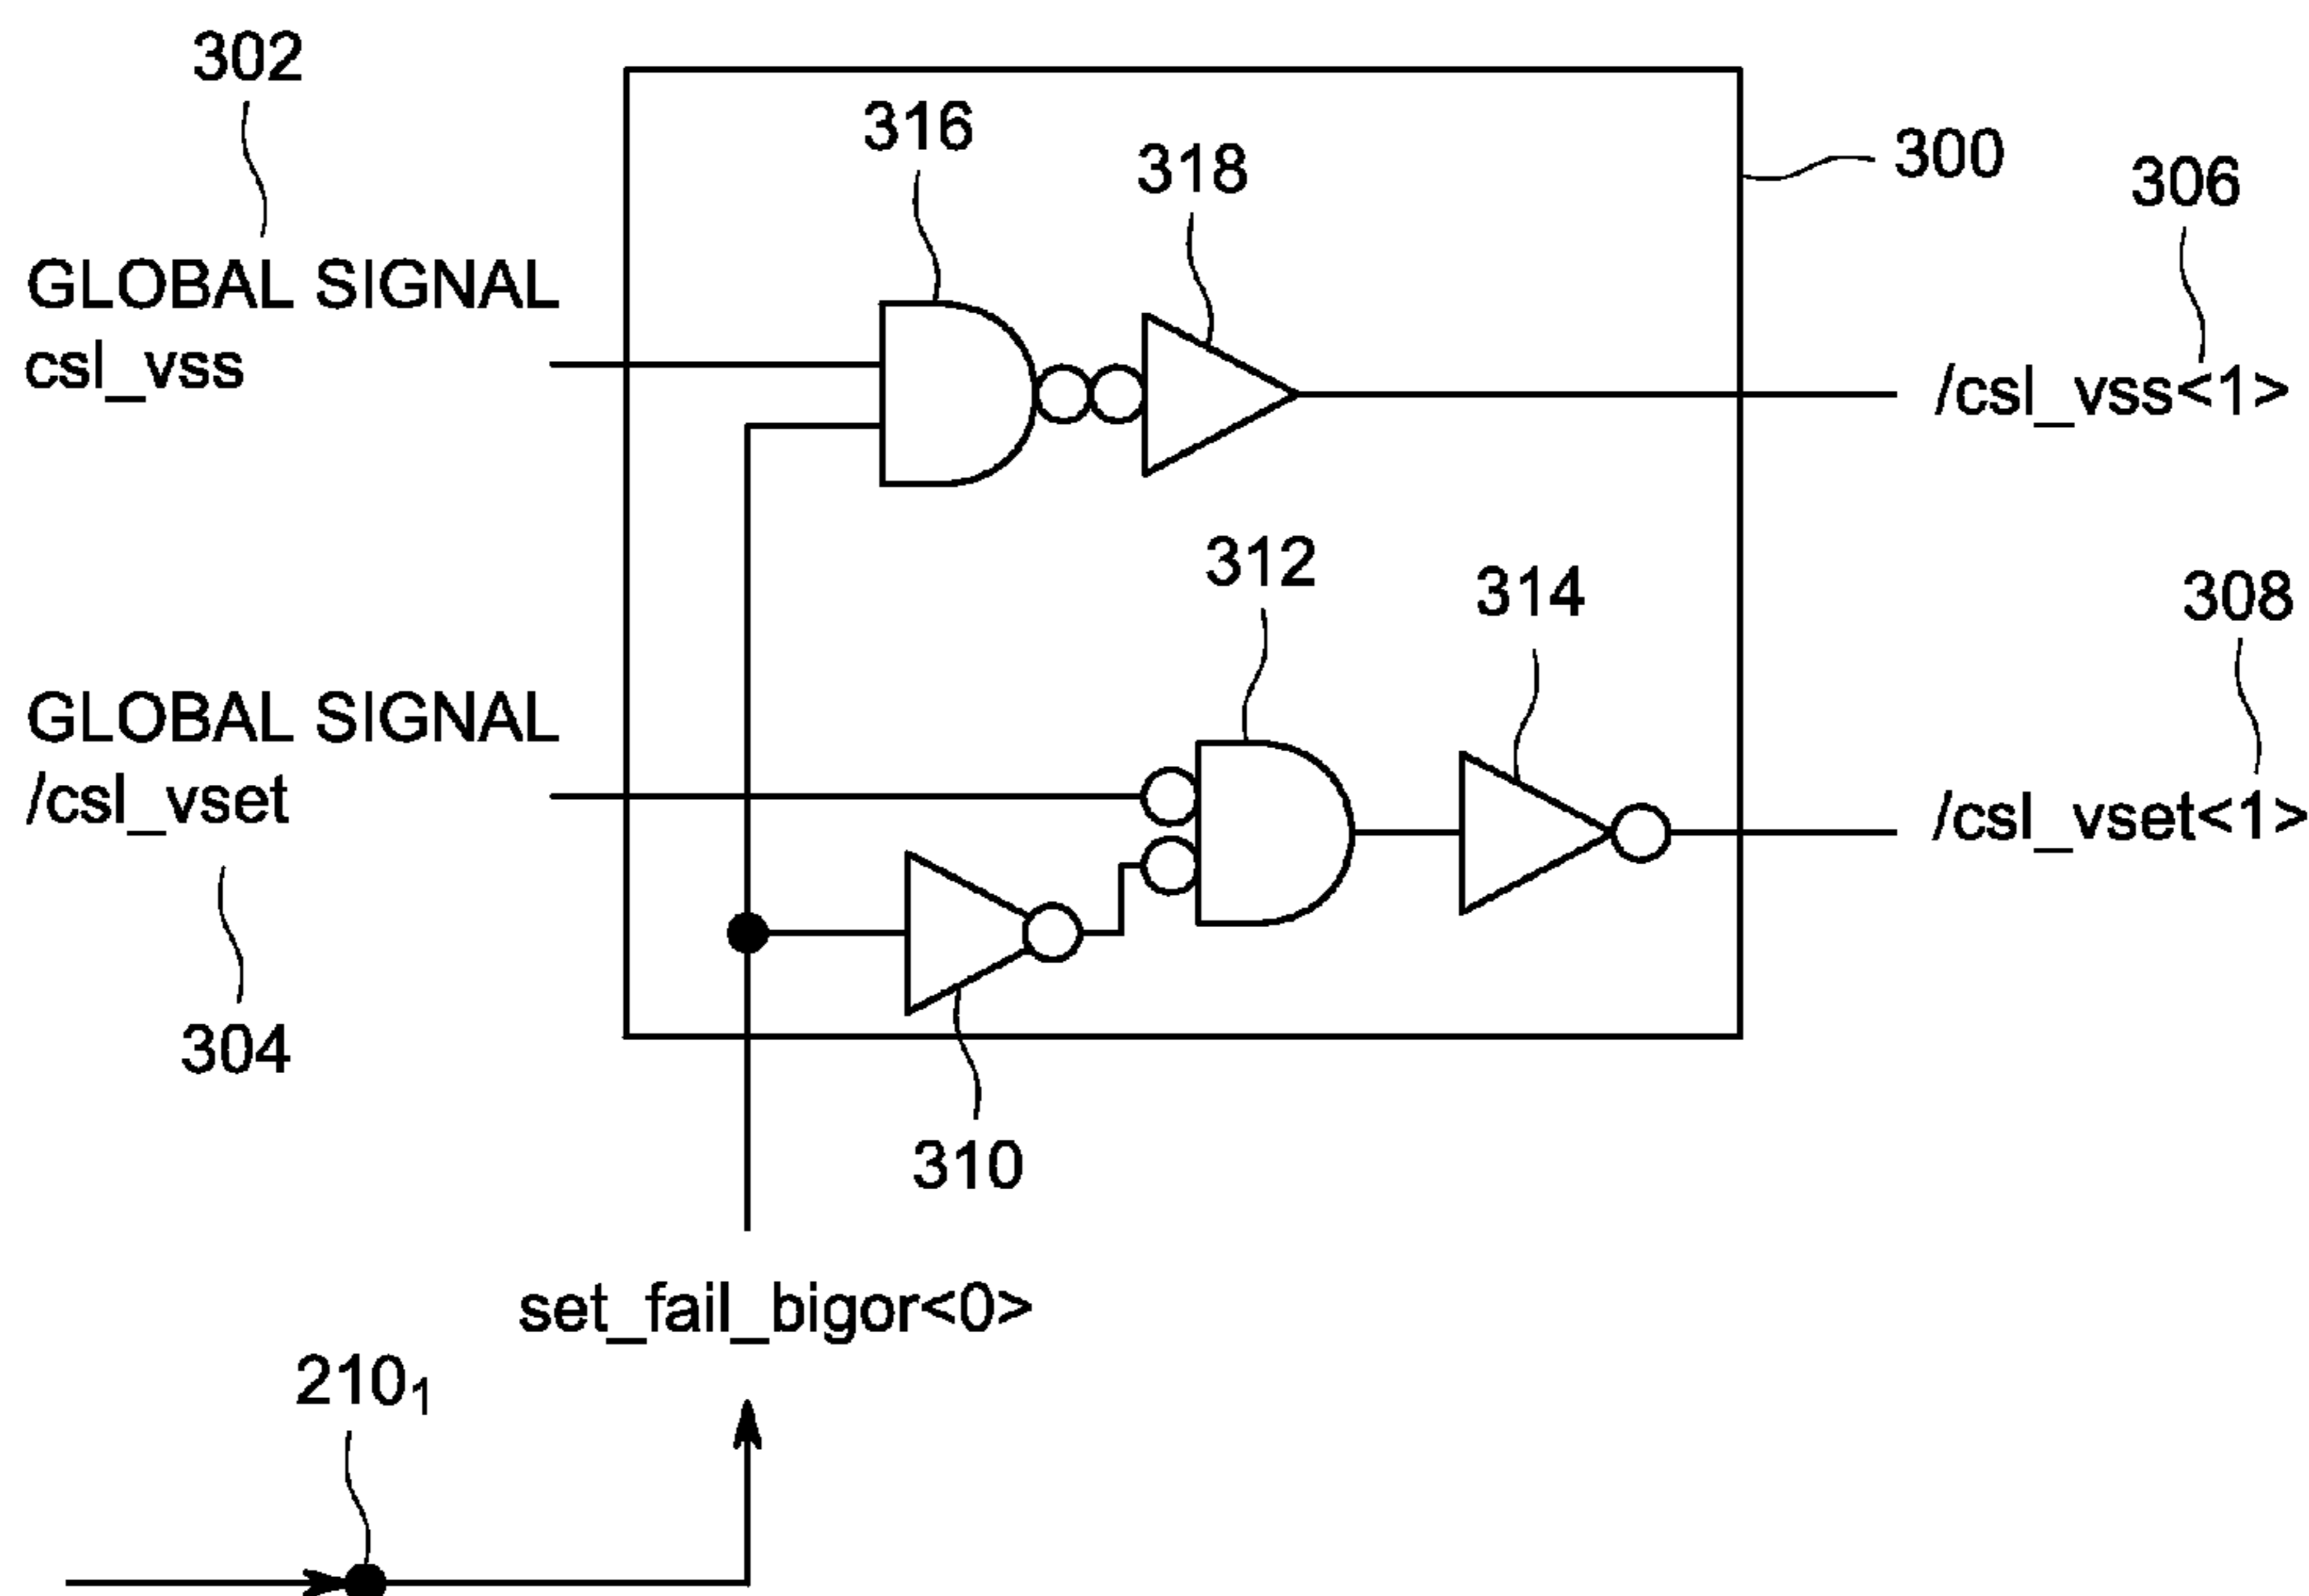 302
316
318
300
306
GLOBAL SIGNAL
csl_vss
/csl_vss<1>
312
314
308
GLOBAL SIGNAL
/csl_vset
/csl_vset<1>
304
310
set_fail_bigor<0>
210₁